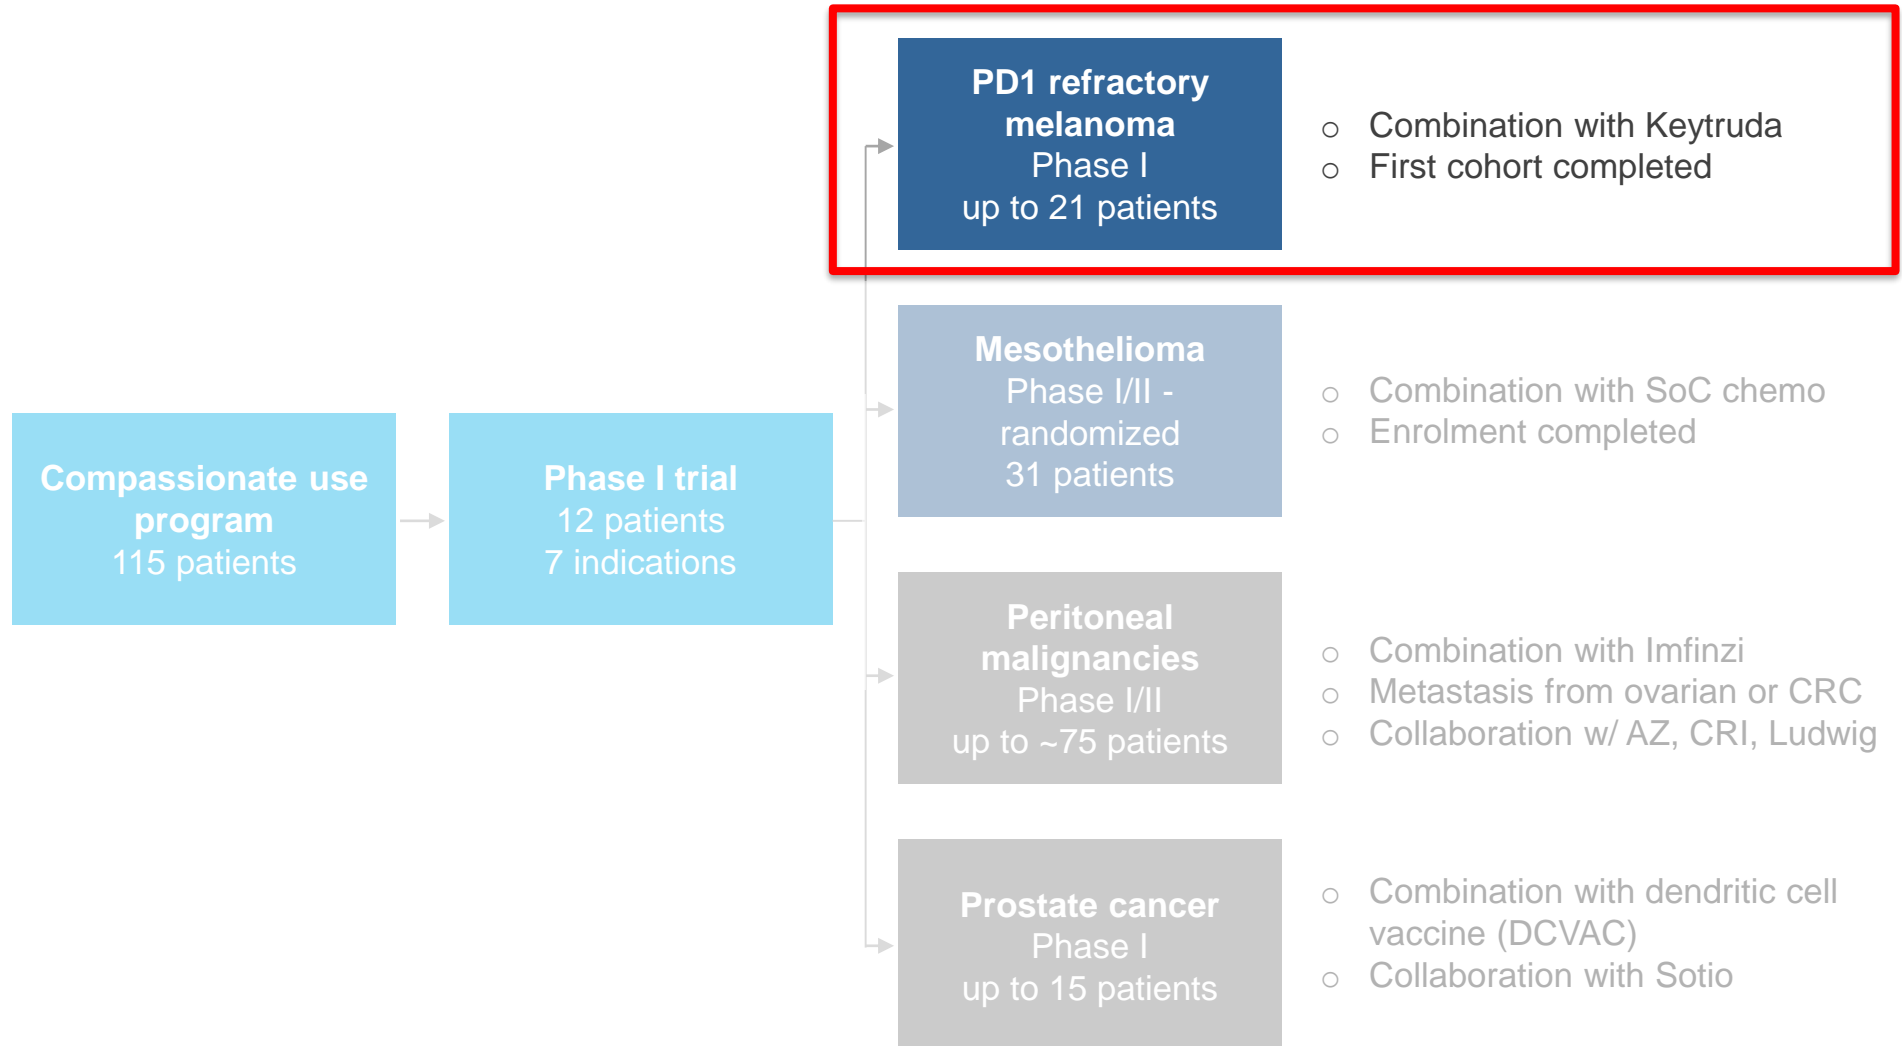 Compassionate use
program
115 patients
Phase I trial
12 patients
7 indications
PD1 refractory
melanoma
Phase I
up to 21 patients
○ Combination with Keytruda
○ First cohort completed
Mesothelioma
Phase I/II -
randomized
31 patients
○ Combination with SoC chemo
○ Enrolment completed
Peritoneal
malignancies
Phase I/II
up to ~75 patients
○ Combination with Imfinzi
○ Metastasis from ovarian or CRC
○ Collaboration w/ AZ, CRI, Ludwig
Prostate cancer
Phase I
up to 15 patients
○ Combination with dendritic cell
vaccine (DCVAC)
○ Collaboration with Sotio